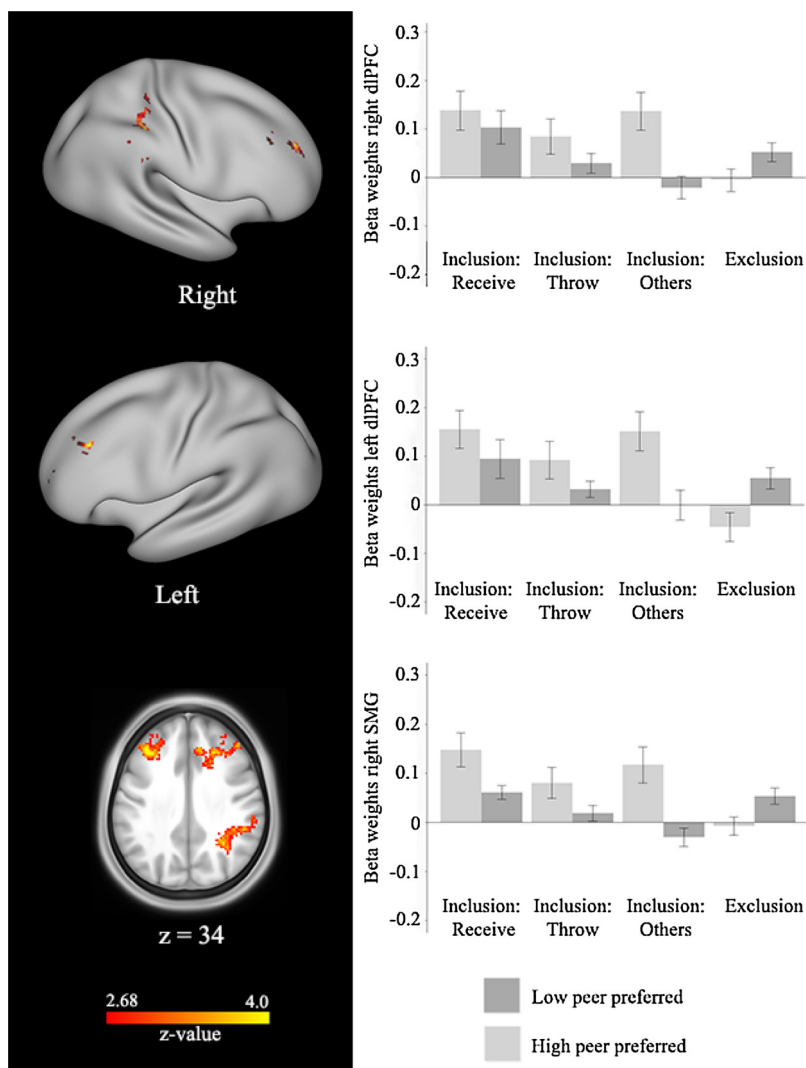 Right
Left
z = 34
2.68 4.0
z-value
Beta weights right dlPFC
0.3
0.2
0.1
0
-0.1
-0.2
Inclusion: Inclusion: Inclusion: Exclusion
Receive Throw Others
Beta weights left dlPFC
0.3
0.2
0.1
0
-0.1
-0.2
Inclusion: Inclusion: Inclusion: Exclusion
Receive Throw Others
Beta weights right SMG
0.3
0.2
0.1
0
-0.1
-0.2
Inclusion: Inclusion: Inclusion: Exclusion
Receive Throw Others
Low peer preferred
High peer preferred